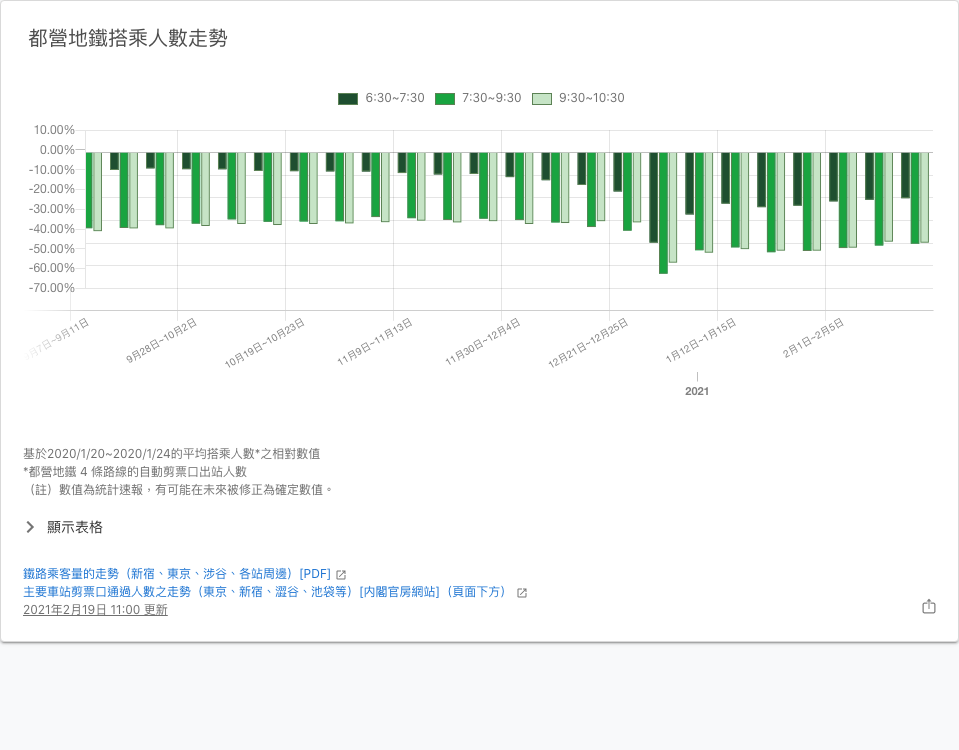 都營地鐵搭乘人數走勢
6:30~7:30 7:30~9:30 9:30~10:30
10.00%
0.00%
-10.00%
-20.00%
-30.00%
-40.00%
-50.00%
-60.00%
-70.00%
月7日~9月11日 9月28日~10月2日 10月19日~10月23日 11月9日~11月13日 11月30日~12月4日 12月21日~12月25日 1月12日~1月15日 2月1日~2月5日
2021
基於2020/1/20~2020/1/24的平均搭乘人數*之相對數值
*都營地鐵 4 條路線的自動剪票口出站人數
（註）數值為統計速報，有可能在未來被修正為確定數值。
顯示表格
鐵路乘客量的走勢（新宿、東京、涉谷、各站周邊）[PDF]
主要車站剪票口通過人數之走勢（東京、新宿、澀谷、池袋等）[内閣官房網站]（頁面下方）
2021年2月19日 11:00 更新